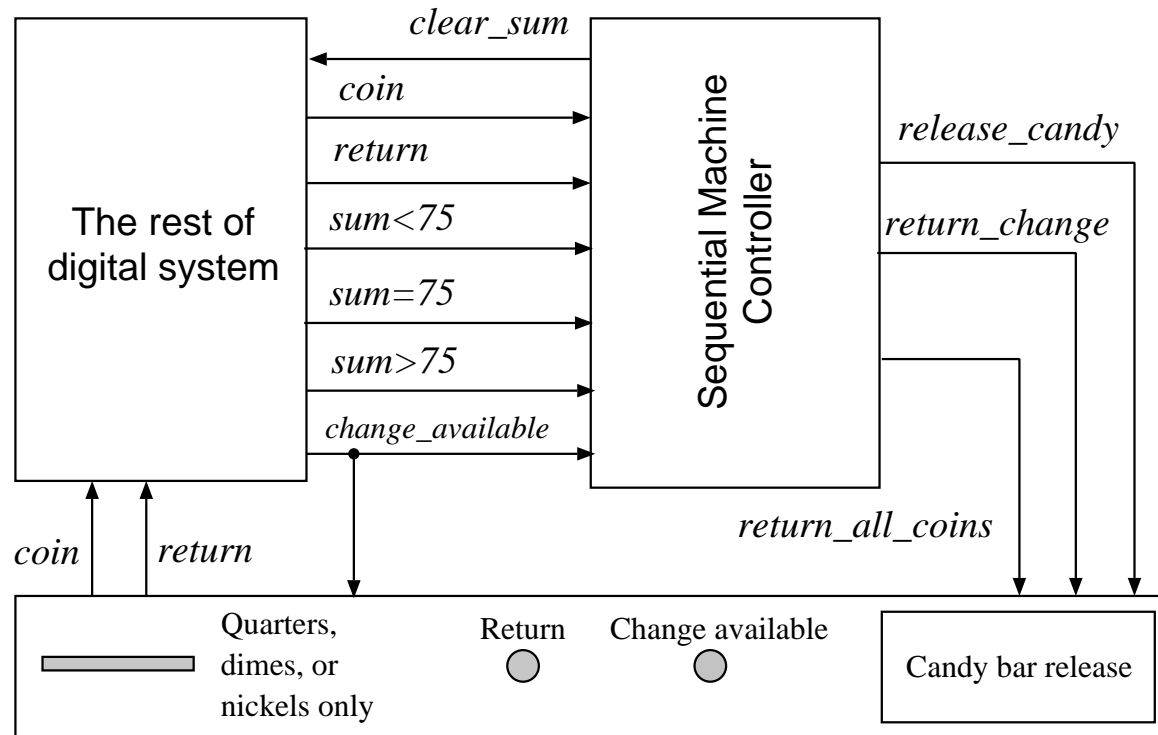 clear_sum
coin
return
sum<75
sum=75
sum>75
change_available
The rest of
digital system
Sequential Machine
Controller
release_candy
return_change
return_all_coins
coin
return
Quarters,
dimes, or
nickels only
Return
Change available
Candy bar release